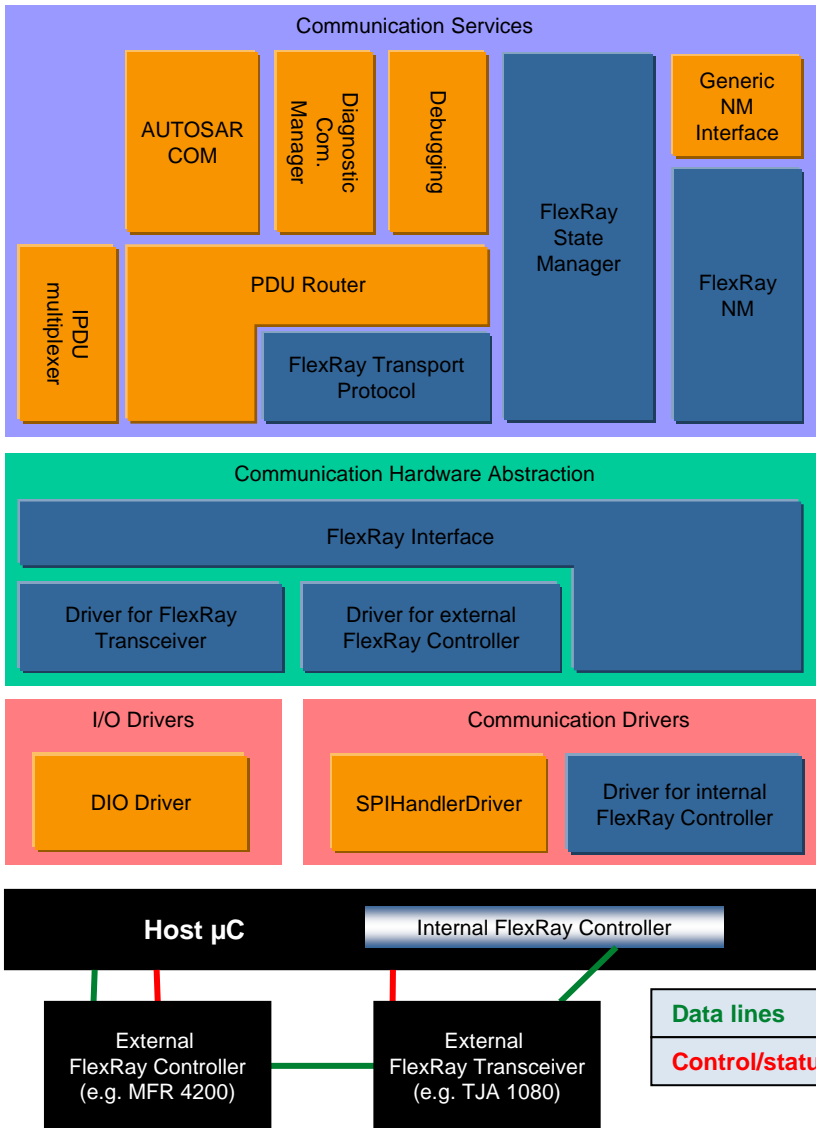 Communication Services
AUTOSAR
COM
Diagnostic
Com.
Manager
Debugging
FlexRay
State
Manager
Generic
NM
Interface
IPDU
multiplexer
PDU Router
FlexRay Transport
Protocol
FlexRay
NM
Communication Hardware Abstraction
FlexRay Interface
Driver for FlexRay
Transceiver
Driver for external
FlexRay Controller
I/O Drivers
DIO Driver
Communication Drivers
SPIHandlerDriver
Driver for internal
FlexRay Controller
Host µC
Internal FlexRay Controller
External
FlexRay Controller
(e.g. MFR 4200)
External
FlexRay Transceiver
(e.g. TJA 1080)
Data lines
Control/statu